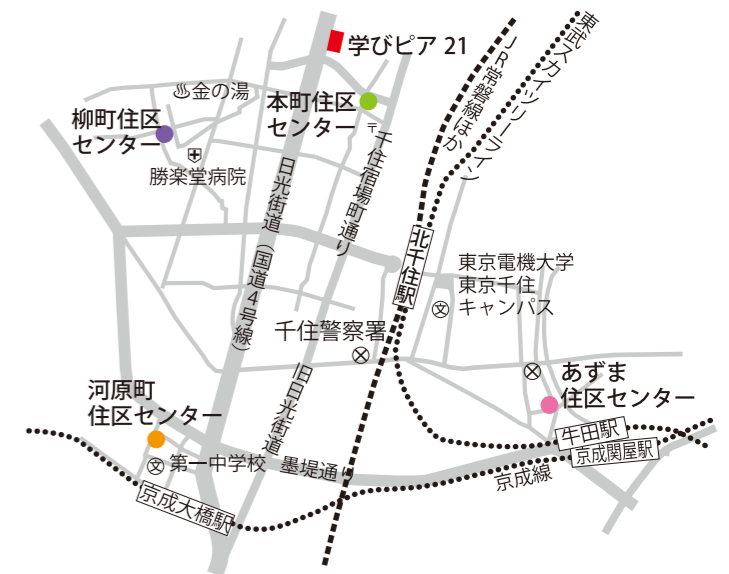 学びピア 21
金の湯
本町住区
センター
柳町住区
センター
勝楽堂病院
〒
千住宿場町通り
日光街道（国道4号線）
JR常磐線ほか
東武スカイツリーライン
北千住駅
東京電機大学
東京千住
キャンパス
文
千住警察署
旧日光街道
あずま
住区センター
河原町
住区センター
文
第一中学校
墨堤通り
京成大橋駅
牛田駅
京成関屋駅
京成線